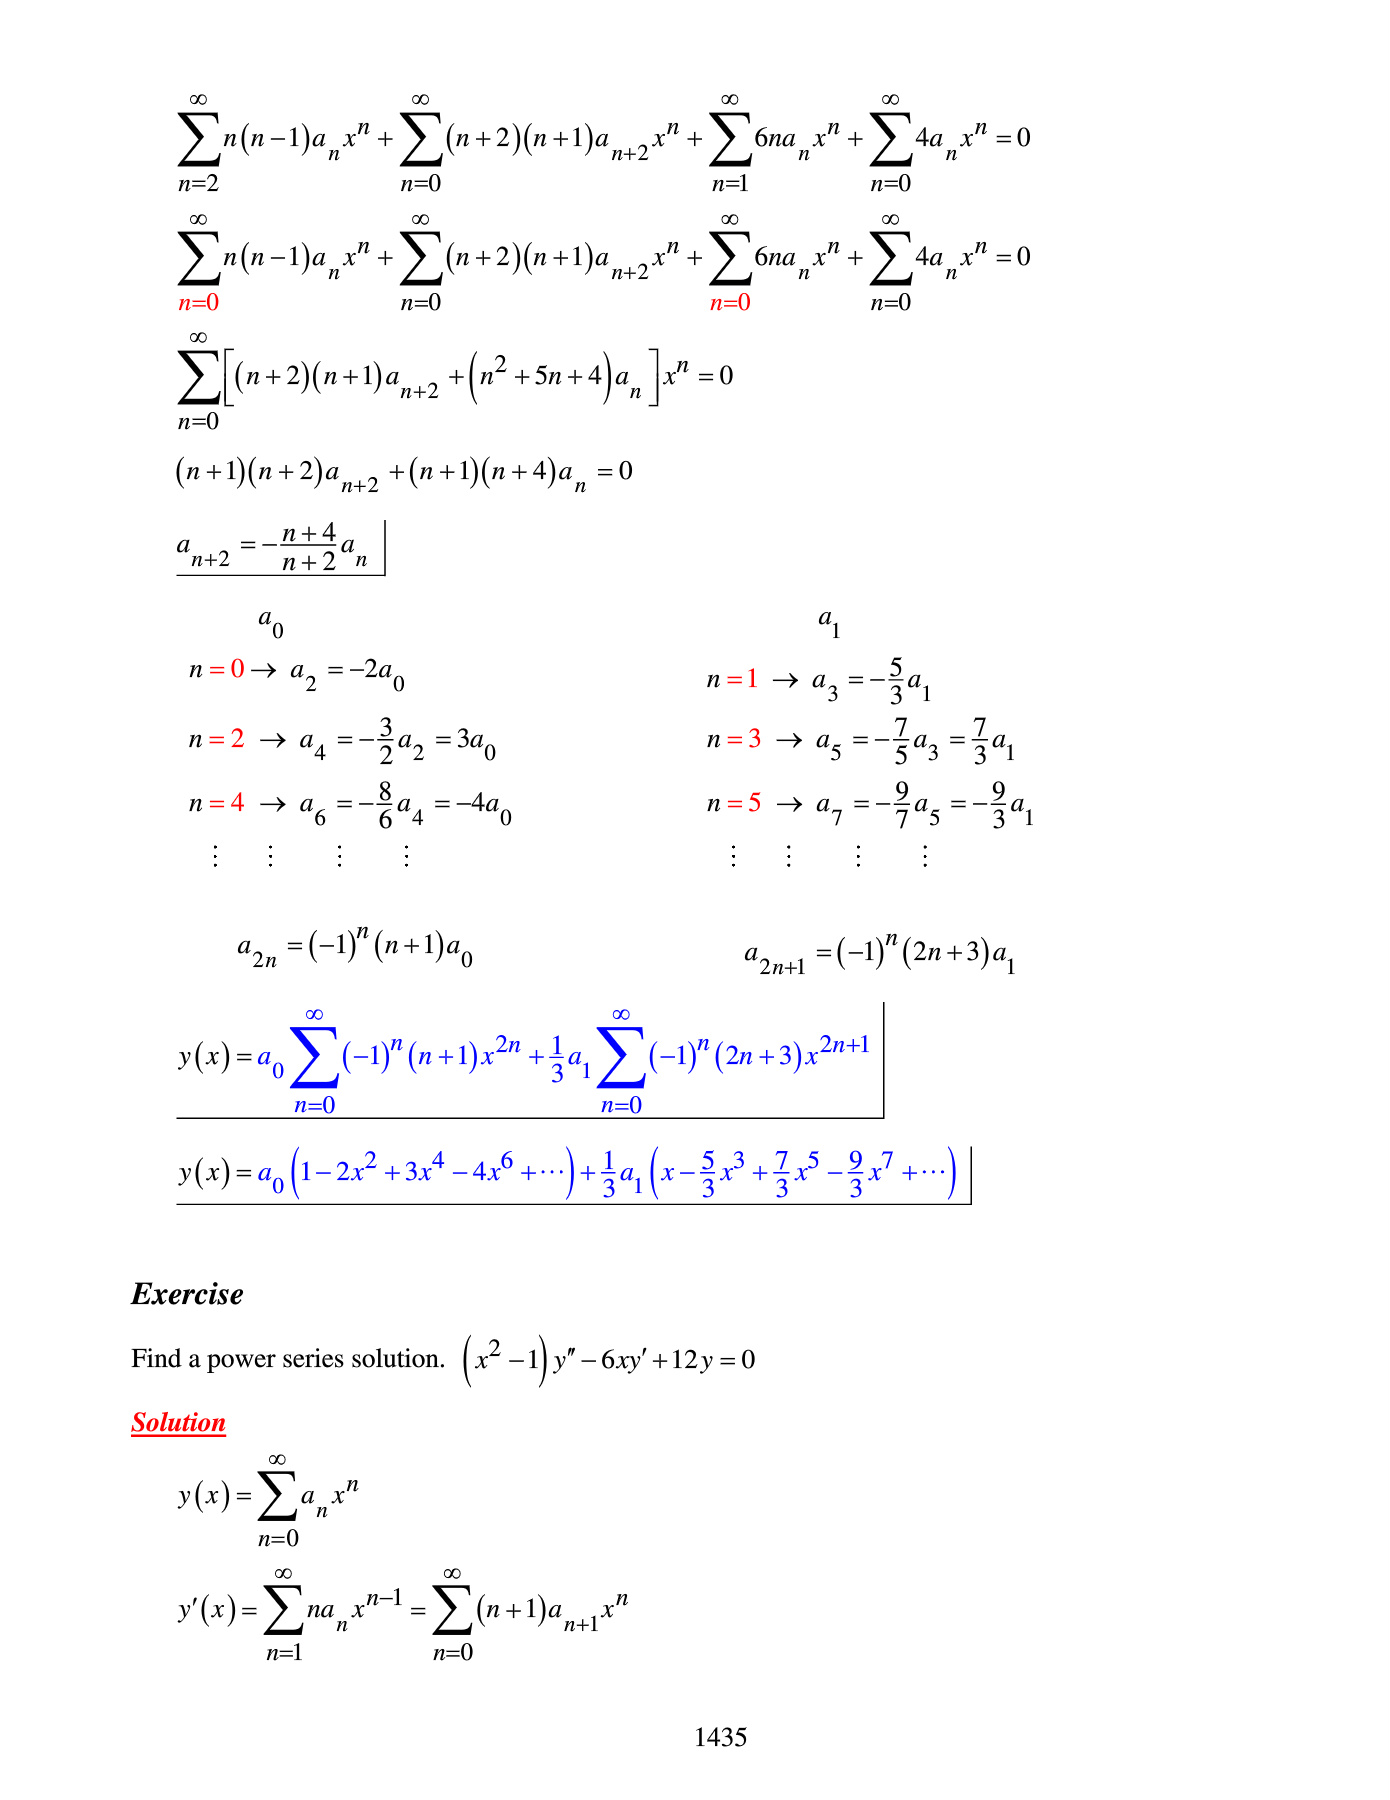 $\sum_{n=2}^{\infty} n(n-1)a_n x^n + \sum_{n=0}^{\infty} (n+2)(n+1)a_{n+2} x^n + \sum_{n=1}^{\infty} 6na_n x^n + \sum_{n=0}^{\infty} 4a_n x^n = 0$
$\sum_{n=0}^{\infty} n(n-1)a_n x^n + \sum_{n=0}^{\infty} (n+2)(n+1)a_{n+2} x^n + \sum_{n=0}^{\infty} 6na_n x^n + \sum_{n=0}^{\infty} 4a_n x^n = 0$
$\sum_{n=0}^{\infty} \left[ (n+2)(n+1)a_{n+2} + \left(n^2+5n+4\right)a_n \right] x^n = 0$
$(n+1)(n+2)a_{n+2} + (n+1)(n+4)a_n = 0$
$a_{n+2} = -\frac{n+4}{n+2}a_n$
$a_0$ $a_1$
$n=0 \rightarrow a_2 = -2a_0$ $n=1 \rightarrow a_3 = -\frac{5}{3}a_1$
$n=2 \rightarrow a_4 = -\frac{3}{2}a_2 = 3a_0$ $n=3 \rightarrow a_5 = -\frac{7}{5}a_3 = \frac{7}{3}a_1$
$n=4 \rightarrow a_6 = -\frac{8}{6}a_4 = -4a_0$ $n=5 \rightarrow a_7 = -\frac{9}{7}a_5 = -\frac{9}{3}a_1$
$\vdots \quad \vdots \quad \vdots \quad \vdots$ $\vdots \quad \vdots \quad \vdots \quad \vdots$
$a_{2n} = (-1)^n (n+1)a_0$ $a_{2n+1} = (-1)^n (2n+3)a_1$
$y(x) = a_0 \sum_{n=0}^{\infty} (-1)^n (n+1)x^{2n} + \frac{1}{3}a_1 \sum_{n=0}^{\infty} (-1)^n (2n+3)x^{2n+1}$
$y(x) = a_0 \left(1 - 2x^2 + 3x^4 - 4x^6 + \cdots\right) + \frac{1}{3}a_1 \left(x - \frac{5}{3}x^3 + \frac{7}{3}x^5 - \frac{9}{3}x^7 + \cdots\right)$
Exercise
Find a power series solution. $\left(x^2-1\right)y'' - 6xy' + 12y = 0$
Solution
$y(x) = \sum_{n=0}^{\infty} a_n x^n$
$y'(x) = \sum_{n=1}^{\infty} na_n x^{n-1} = \sum_{n=0}^{\infty} (n+1)a_{n+1} x^n$
1435